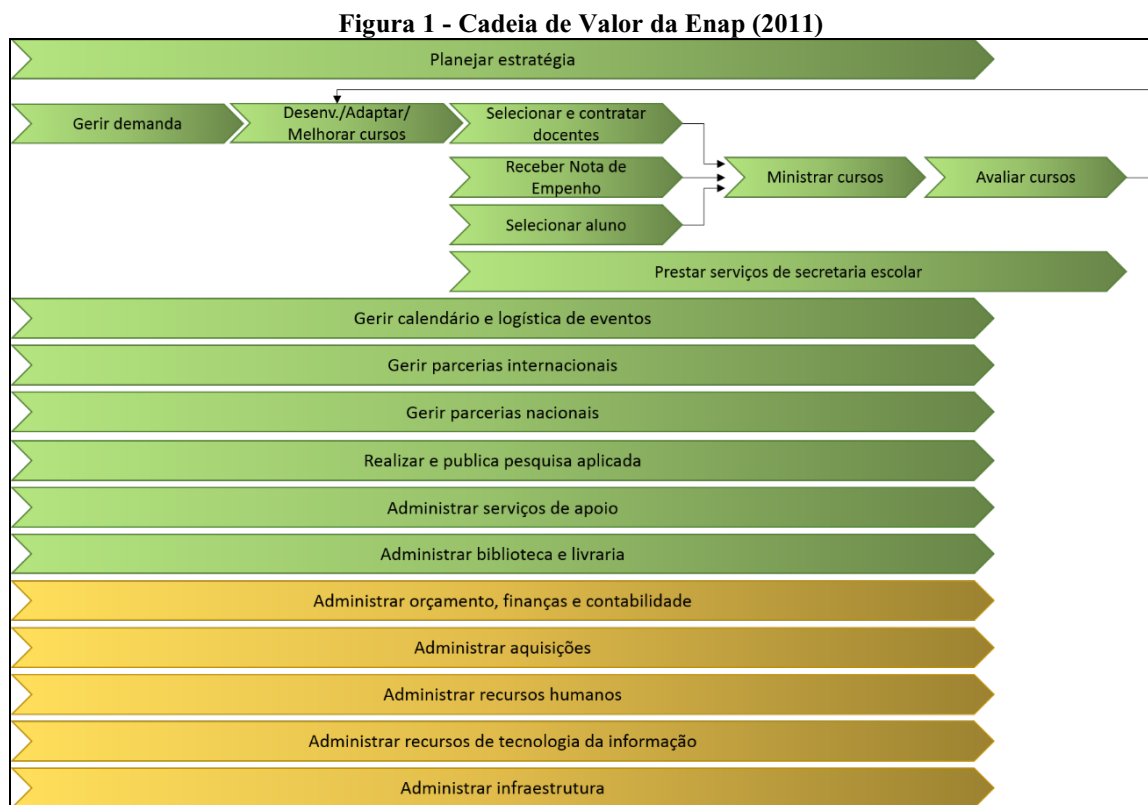 Figura 1 - Cadeia de Valor da Enap (2011)
Planejar estratégia
Gerir demanda
Desenv./Adaptar/
Melhorar cursos
Selecionar e contratar
docentes
Receber Nota de
Empenho
Selecionar aluno
Ministrar cursos
Avaliar cursos
Prestar serviços de secretaria escolar
Gerir calendário e logística de eventos
Gerir parcerias internacionais
Gerir parcerias nacionais
Realizar e publica pesquisa aplicada
Administrar serviços de apoio
Administrar biblioteca e livraria
Administrar orçamento, finanças e contabilidade
Administrar aquisições
Administrar recursos humanos
Administrar recursos de tecnologia da informação
Administrar infraestrutura